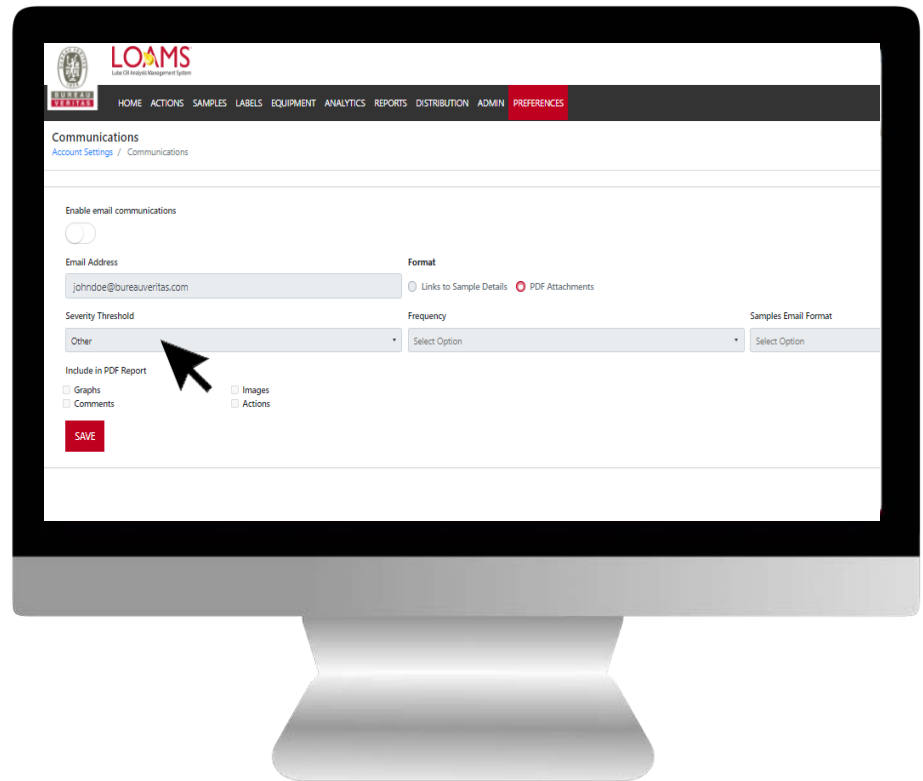 LOAMS
Lube Oil Analysis Management System
BUREAU
VERITAS
HOME ACTIONS SAMPLES LABELS EQUIPMENT ANALYTICS REPORTS DISTRIBUTION ADMIN PREFERENCES
Communications
Account Settings / Communications
Enable email communications
Email Address Format
johndoe@bureauveritas.com Links to Sample Details PDF Attachments
Severity Threshold Frequency Samples Email Format
Other Select Option Select Option
Include in PDF Report
Graphs Images
Comments Actions
SAVE